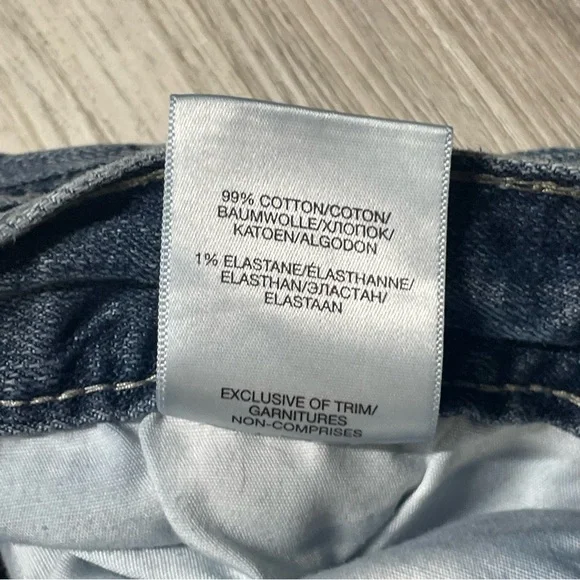 99% COTTON/COTON/
BAUMWOLLE/ХЛОПОК/
KATOEN/ALGODON
1% ELASTANE/ÉLASTHANNE/
ELASTHAN/ЭЛАСТАН/
ELASTAAN
EXCLUSIVE OF TRIM/
GARNITURES
NON-COMPRISES